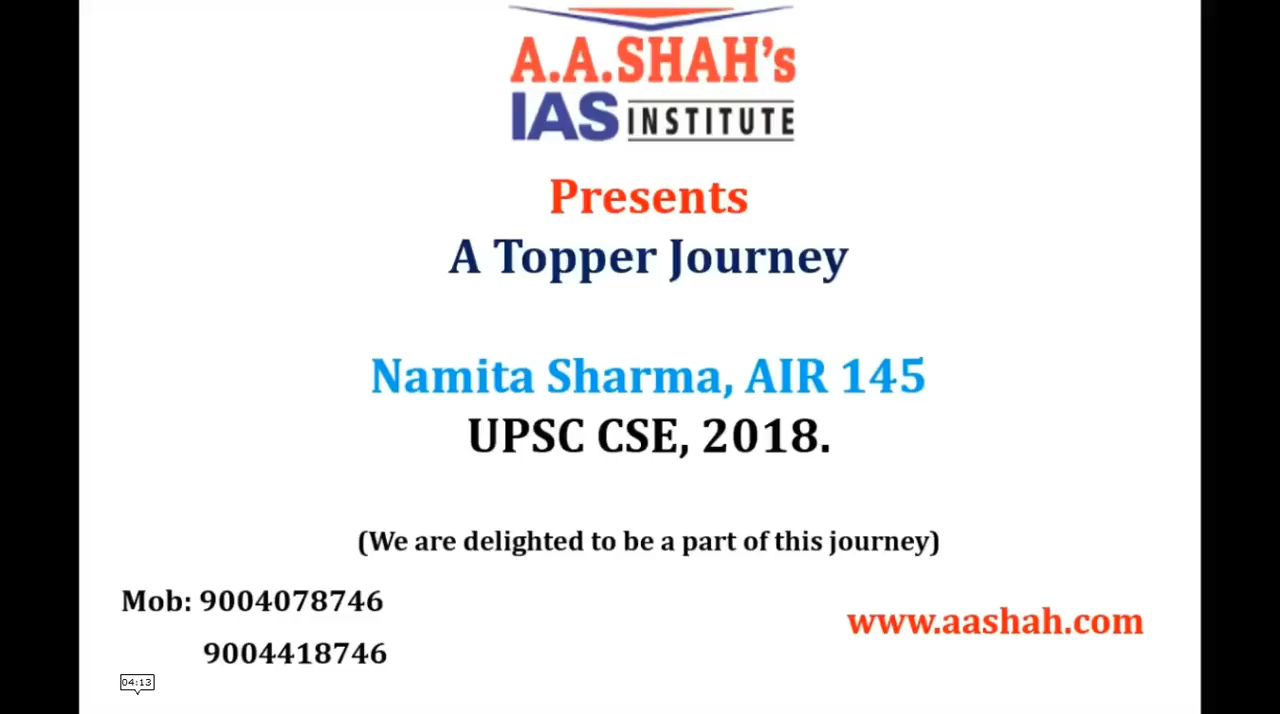 A.A.SHAH's
IAS INSTITUTE
Presents
A Topper Journey
Namita Sharma, AIR 145
UPSC CSE, 2018.
(We are delighted to be a part of this journey)
Mob: 9004078746
www.aashah.com
9004418746
04:13